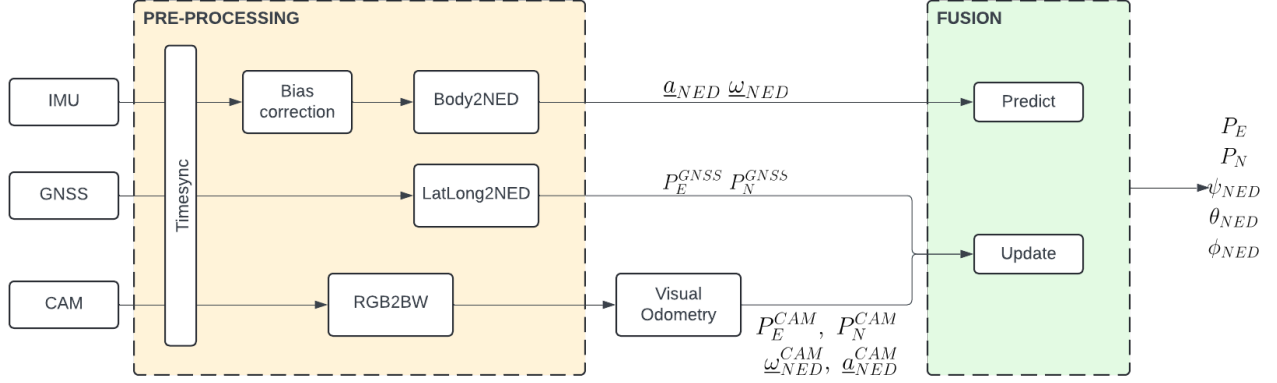 PRE-PROCESSING
FUSION
IMU
Timesync
Bias
correction
Body2NED
a_NED ω_NED
Predict
GNSS
LatLong2NED
P_E^GNSS P_N^GNSS
Update
CAM
RGB2BW
Visual
Odometry
P_E^CAM, P_N^CAM
ω_NED^CAM, a_NED^CAM
P_E
P_N
ψ_NED
θ_NED
ϕ_NED